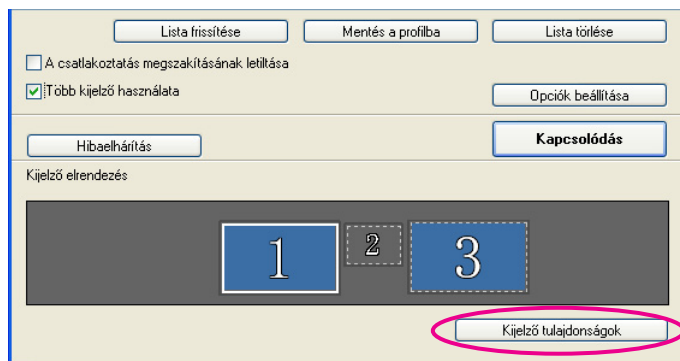 Lista frissítése Mentés a profilba Lista törlése
A csatlakoztatás megszakításának letiltása
Több kijelző használata
Opciók beállítása
Hibaelhárítás Kapcsolódás
Kijelző elrendezés
1 2 3
Kijelző tulajdonságok